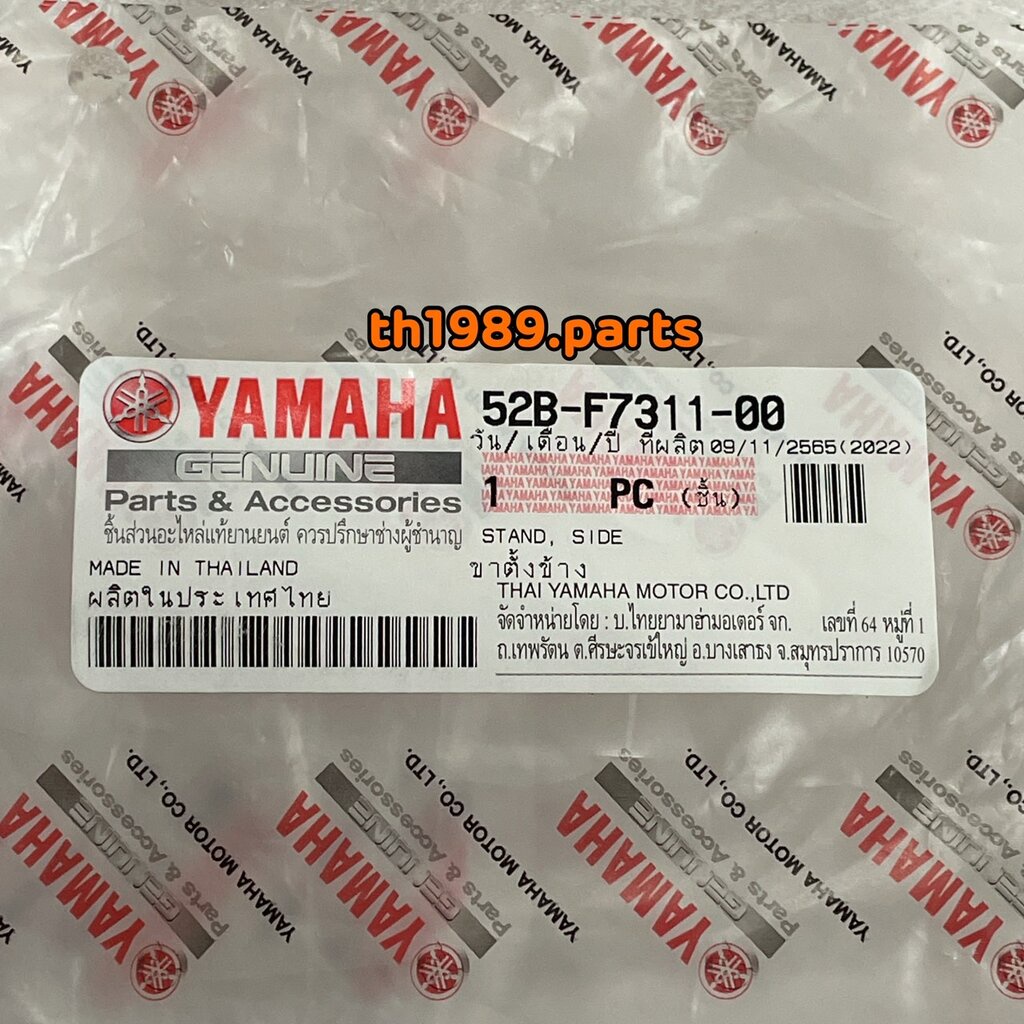 th1989.parts
YAMAHA
GENUINE
Parts & Accessories
ชิ้นส่วนอะไหล่แท้ยานยนต์ ควรปรึกษาช่างผู้ชำนาญ
MADE IN THAILAND
ผลิตในประเทศไทย
52B-F7311-00
วัน/เดือน/ปี ที่ผลิต 09/11/2565(2022)
1 PC (ชิ้น)
STAND, SIDE
ขาตั้งข้าง
THAI YAMAHA MOTOR CO.,LTD
จัดจำหน่ายโดย : บ.ไทยยามาฮ่ามอเตอร์ จก. เลขที่ 64 หมู่ที่ 1
ถ.เทพรัตน ต.ศีรษะจรเข้ใหญ่ อ.บางเสาธง จ.สมุทรปราการ 10570
YAMAHA
GENUINE
Parts & Accessories
YAMAHA MOTOR CO.,LTD.